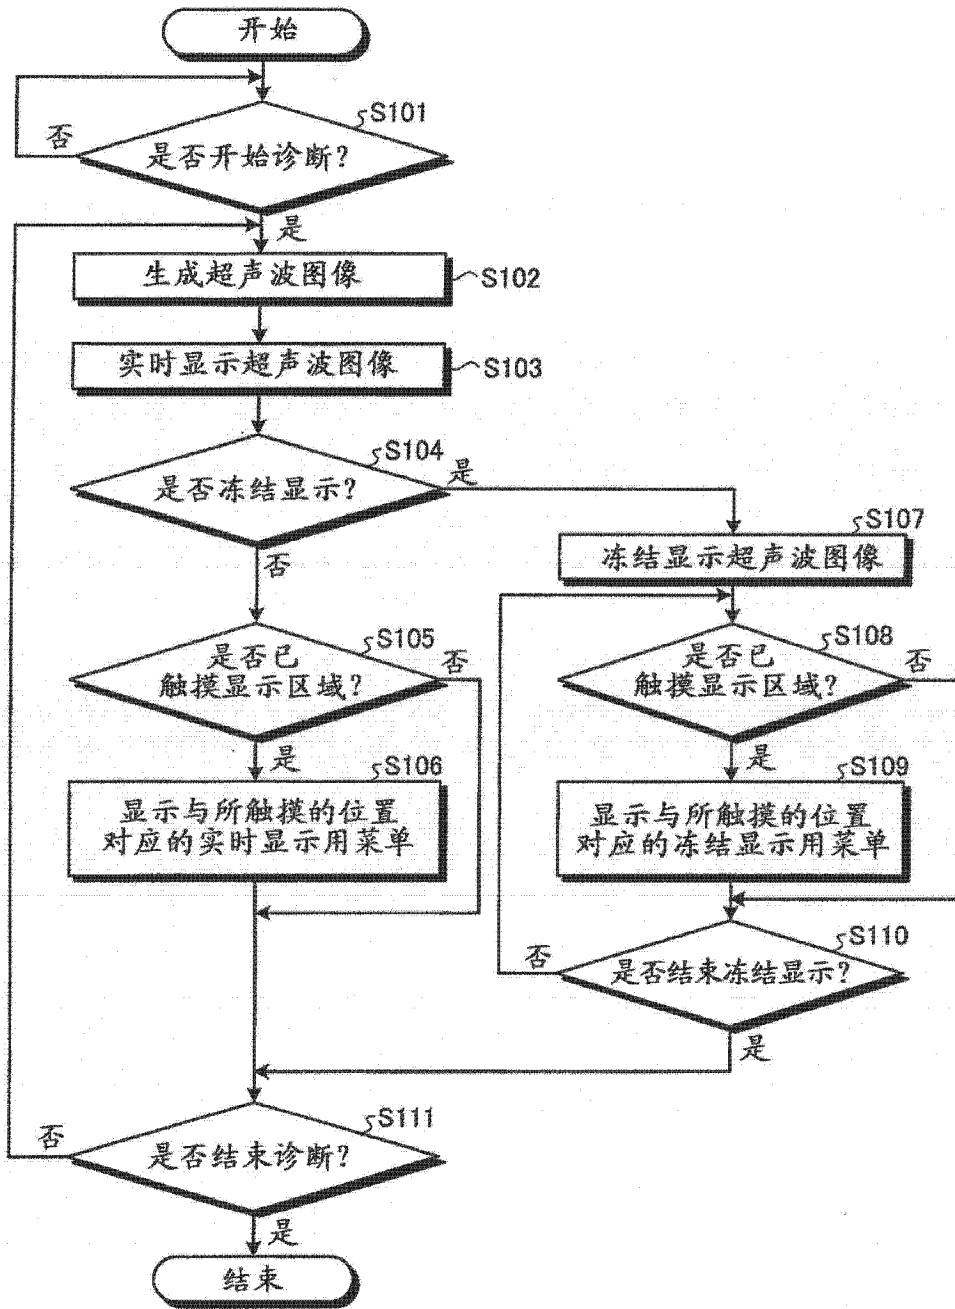 开始
S101
否
是否开始诊断？
是
生成超声波图像
S102
实时显示超声波图像
S103
S104
是否冻结显示？
是
否
S107
冻结显示超声波图像
S105
是否已
触摸显示区域？
否
是
S106
显示与所触摸的位置
对应的实时显示用菜单
S108
是否已
触摸显示区域？
否
是
S109
显示与所触摸的位置
对应的冻结显示用菜单
S110
否
是否结束冻结显示？
是
S111
否
是否结束诊断？
是
结束